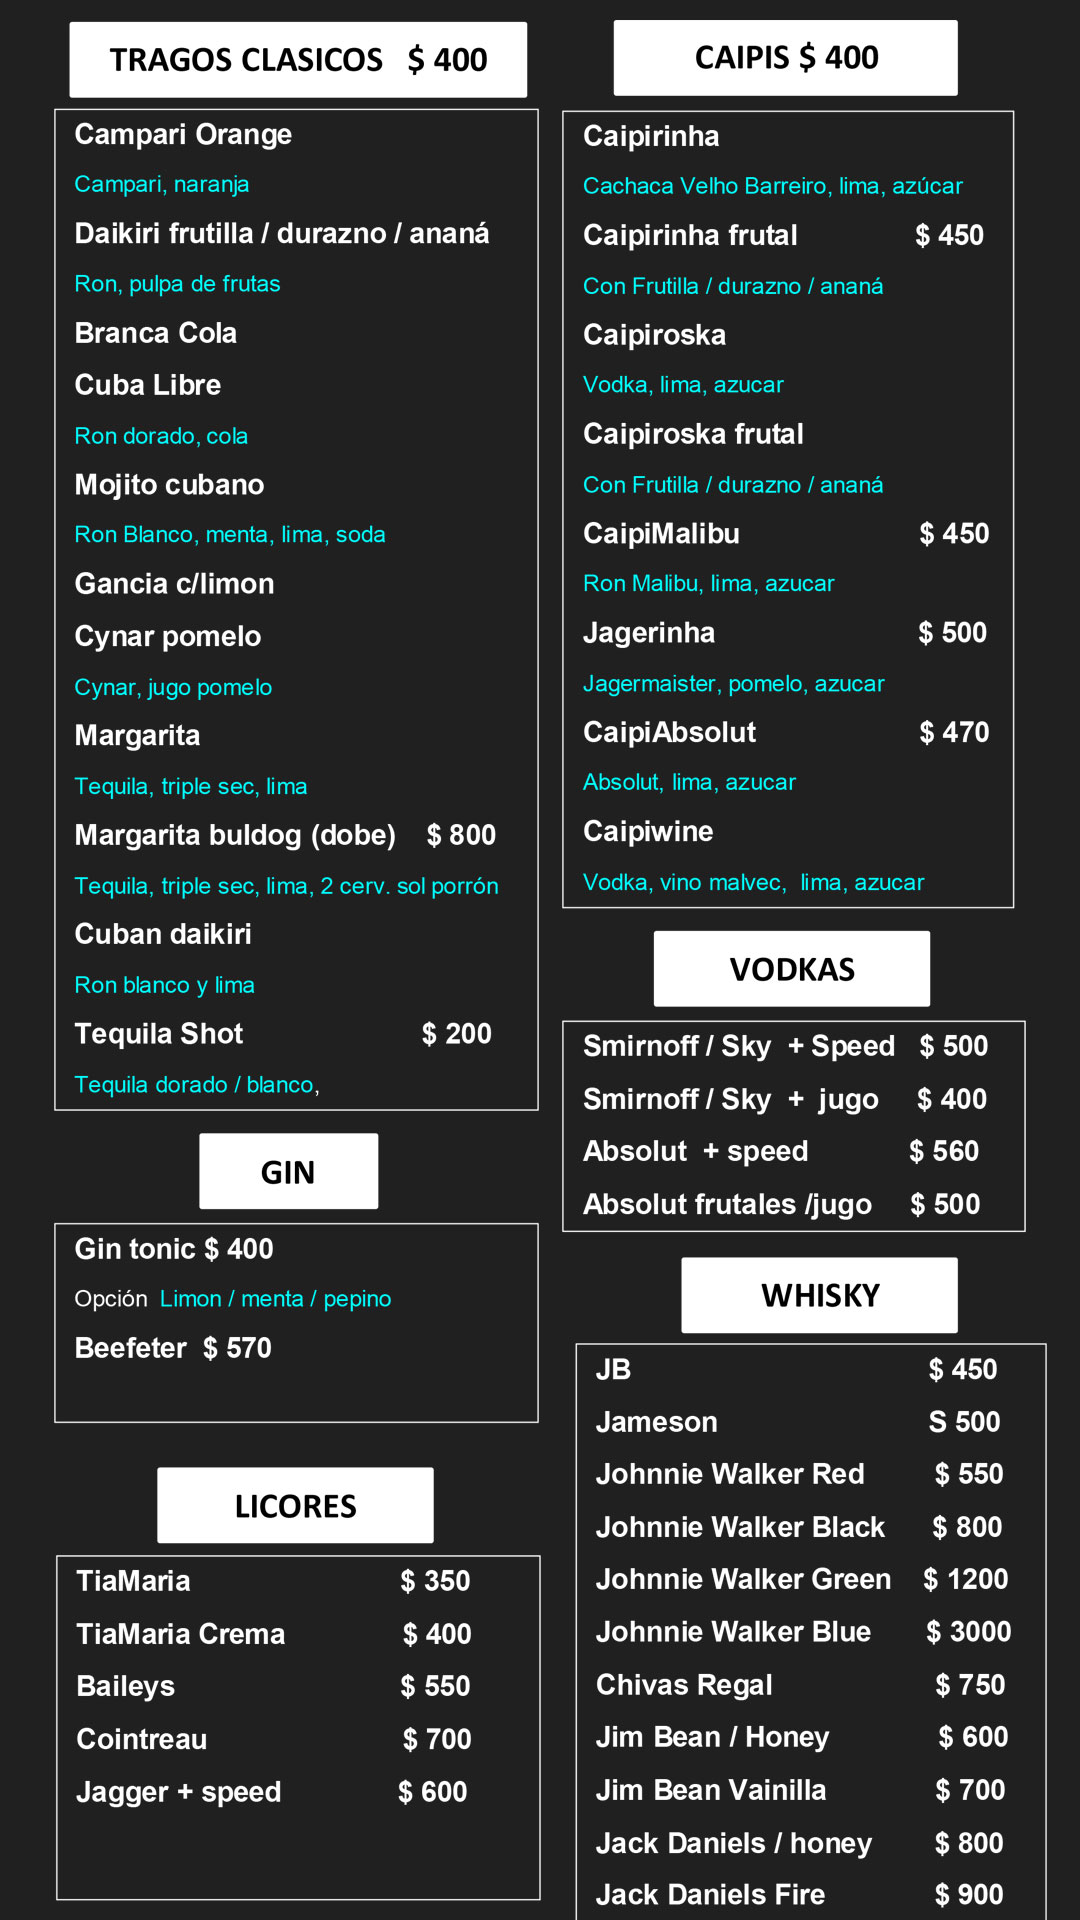 TRAGOS CLASICOS $ 400
Campari Orange
Campari, naranja
Daikiri frutilla / durazno / ananá
Ron, pulpa de frutas
Branca Cola
Cuba Libre
Ron dorado, cola
Mojito cubano
Ron Blanco, menta, lima, soda
Gancia c/limon
Cynar pomelo
Cynar, jugo pomelo
Margarita
Tequila, triple sec, lima
Margarita buldog (dobe) $ 800
Tequila, triple sec, lima, 2 cerv. sol porrón
Cuban daikiri
Ron blanco y lima
Tequila Shot $ 200
Tequila dorado / blanco,
GIN
Gin tonic $ 400
Opción Limon / menta / pepino
Beefeter $ 570
LICORES
TiaMaria $ 350
TiaMaria Crema $ 400
Baileys $ 550
Cointreau $ 700
Jagger + speed $ 600
CAIPIS $ 400
Caipirinha
Cachaca Velho Barreiro, lima, azúcar
Caipirinha frutal $ 450
Con Frutilla / durazno / ananá
Caipiroska
Vodka, lima, azucar
Caipiroska frutal
Con Frutilla / durazno / ananá
CaipiMalibu $ 450
Ron Malibu, lima, azucar
Jagerinha $ 500
Jagermaister, pomelo, azucar
CaipiAbsolut $ 470
Absolut, lima, azucar
Caipiwine
Vodka, vino malvec, lima, azucar
VODKAS
Smirnoff / Sky + Speed $ 500
Smirnoff / Sky + jugo $ 400
Absolut + speed $ 560
Absolut frutales /jugo $ 500
WHISKY
JB $ 450
Jameson S 500
Johnnie Walker Red $ 550
Johnnie Walker Black $ 800
Johnnie Walker Green $ 1200
Johnnie Walker Blue $ 3000
Chivas Regal $ 750
Jim Bean / Honey $ 600
Jim Bean Vainilla $ 700
Jack Daniels / honey $ 800
Jack Daniels Fire $ 900